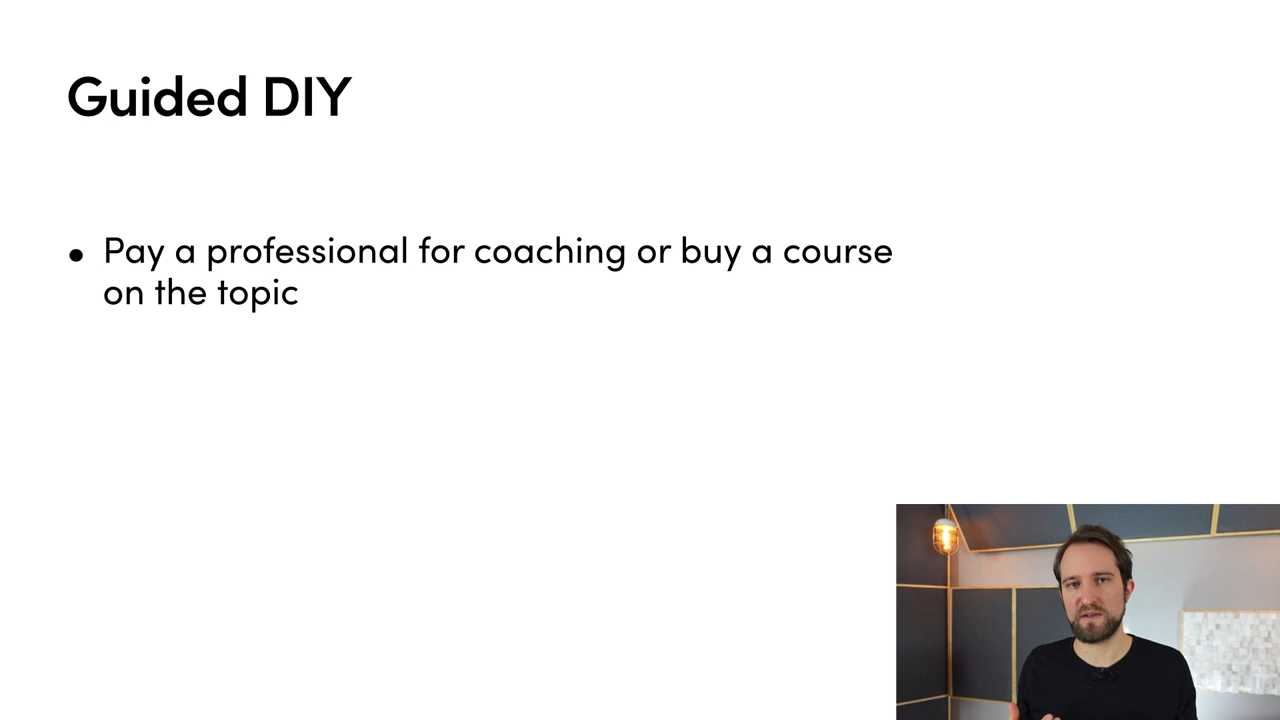 Guided DIY
• Pay a professional for coaching or buy a course
on the topic